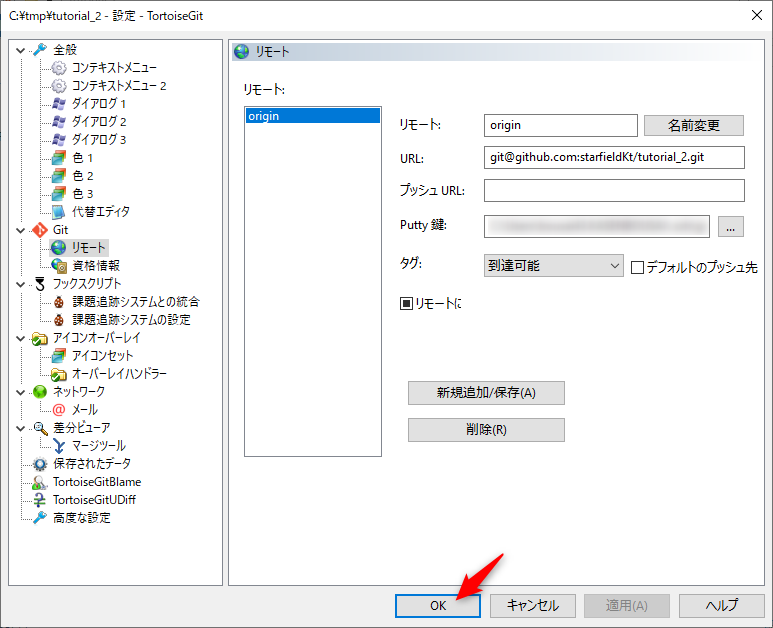 C:¥tmp¥tutorial_2 - 設定 - TortoiseGit
全般
コンテキストメニュー
コンテキストメニュー 2
ダイアログ 1
ダイアログ 2
ダイアログ 3
色 1
色 2
色 3
代替エディタ
Git
リモート
資格情報
フックスクリプト
課題追跡システムとの統合
課題追跡システムの設定
アイコンオーバーレイ
アイコンセット
オーバーレイハンドラー
ネットワーク
メール
差分ビューア
マージツール
保存されたデータ
TortoiseGitBlame
TortoiseGitUDiff
高度な設定
リモート
リモート:
origin
リモート:
origin
名前変更
URL:
git@github.com:starfieldKt/tutorial_2.git
プッシュ URL:
Putty 鍵:
...
タグ:
到達可能
デフォルトのプッシュ先
リモートに
新規追加/保存(A)
削除(R)
OK
キャンセル
適用(A)
ヘルプ